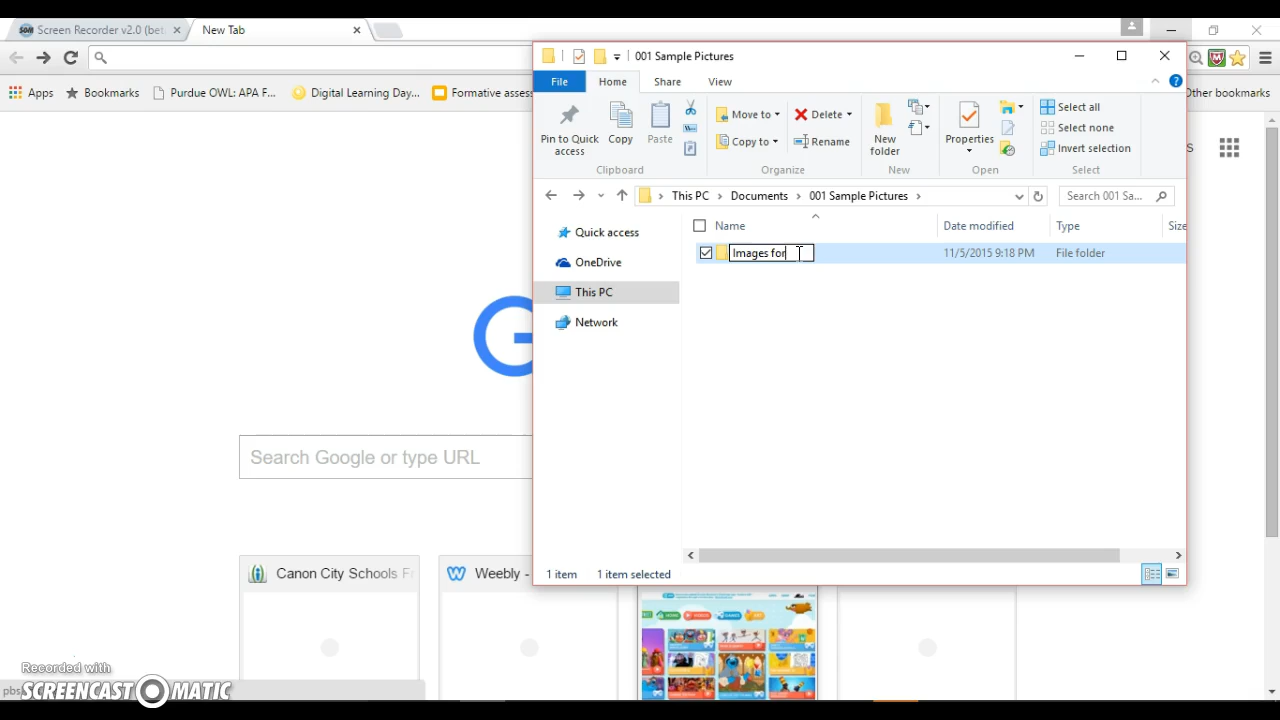 Screen Recorder v2.0 (bet
New Tab
001 Sample Pictures
File Home Share View
Apps Bookmarks Purdue OWL: APA F... Digital Learning Day... Formative asses Other bookmarks
Pin to Quick access
Copy
Paste
Clipboard
Move to
Copy to
Delete
Rename
Organize
New folder
New
Properties
Open
Select all
Select none
Invert selection
Select
This PC > Documents > 001 Sample Pictures >
Search 001 Sa...
Name Date modified Type Size
Images for 11/5/2015 9:18 PM File folder
Quick access
OneDrive
This PC
Network
Search Google or type URL
1 item 1 item selected
Canon City Schools F
Weebly -
Recorded with
SCREENCAST MATIC
pbs